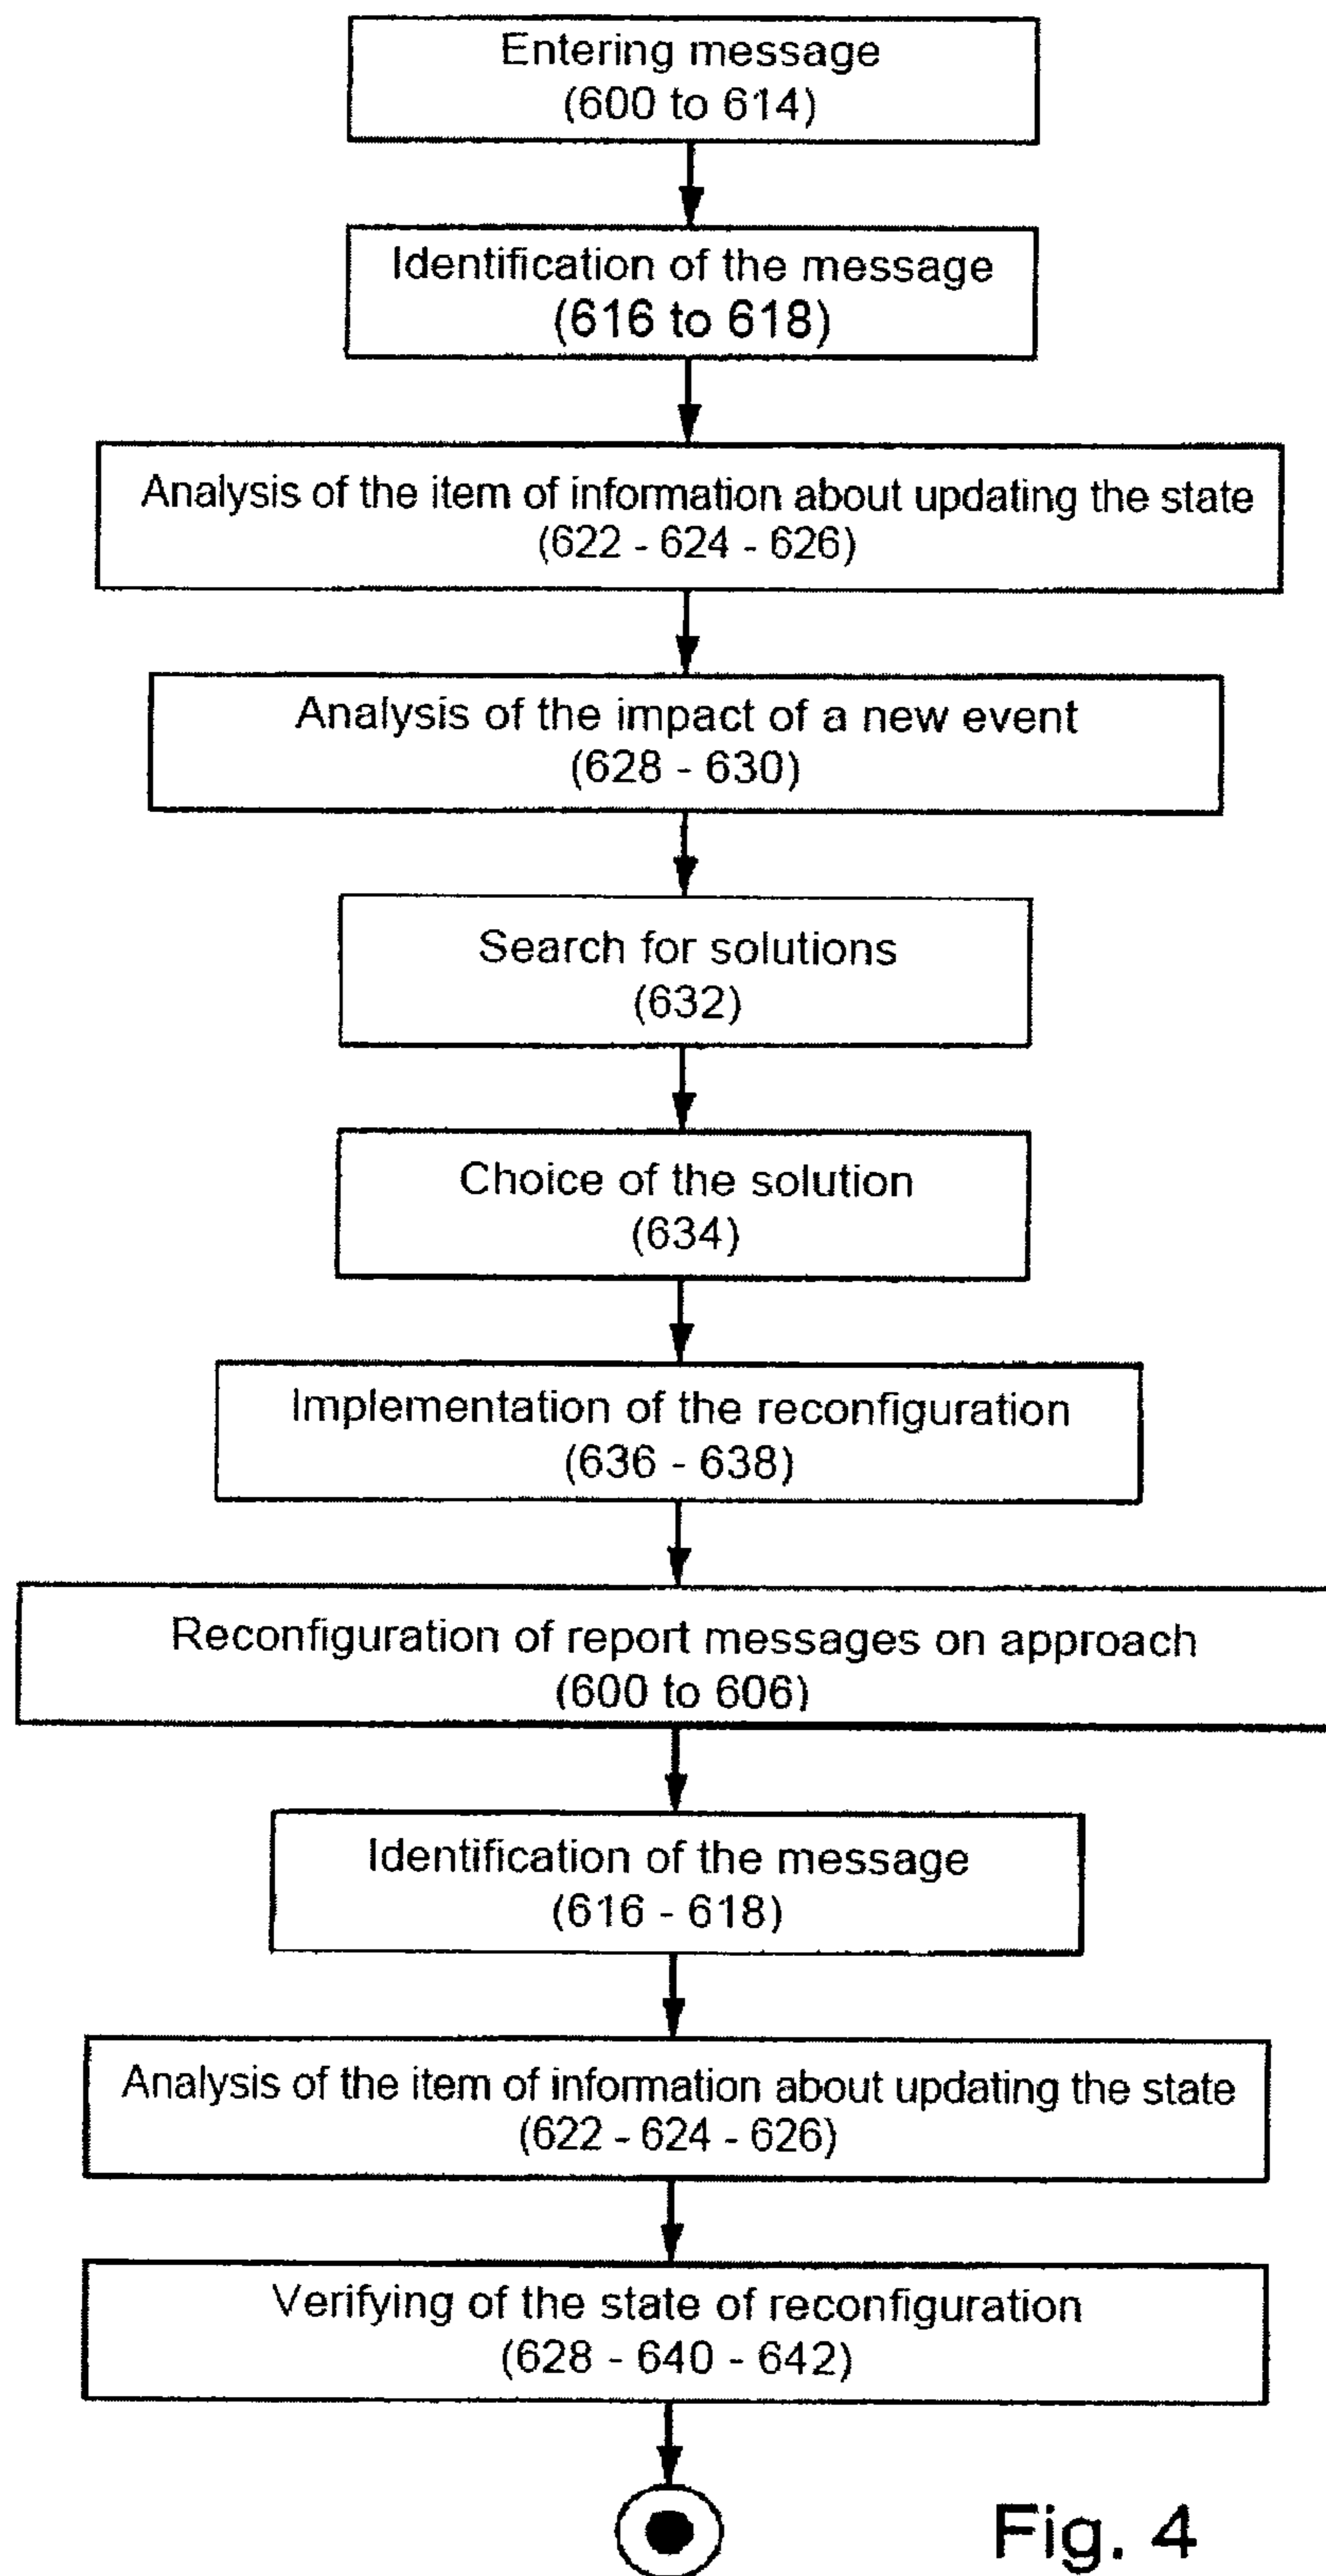 Entering message
(600 to 614)
Identification of the message
(616 to 618)
Analysis of the item of information about updating the state
(622 - 624 - 626)
Analysis of the impact of a new event
(628 - 630)
Search for solutions
(632)
Choice of the solution
(634)
Implementation of the reconfiguration
(636 - 638)
Reconfiguration of report messages on approach
(600 to 606)
Identification of the message
(616 - 618)
Analysis of the item of information about updating the state
(622 - 624 - 626)
Verifying of the state of reconfiguration
(628 - 640 - 642)
Fig. 4